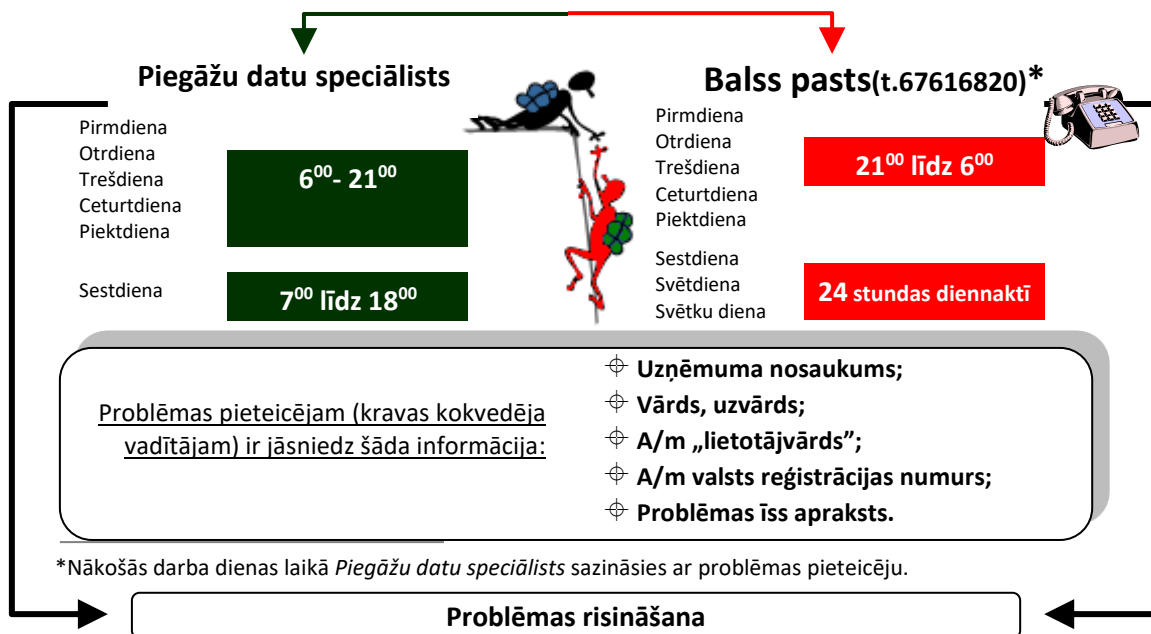 Piegāžu datu speciālists
Pirmdiena
Otrdiena
Trešdiena
Ceturtdiena
Piektdiena
6⁰⁰- 21⁰⁰
Sestdiena
7⁰⁰ līdz 18⁰⁰
Balss pasts(t.67616820)*
Pirmdiena
Otrdiena
Trešdiena
Ceturtdiena
Piektdiena
21⁰⁰ līdz 6⁰⁰
Sestdiena
Svētdiena
Svētku diena
24 stundas diennaktī
Problēmas pieteicējam (kravas kokvedēja
vadītājam) ir jāsniedz šāda informācija:
Uzņēmuma nosaukums;
Vārds, uzvārds;
A/m „lietotājvārds”;
A/m valsts reģistrācijas numurs;
Problēmas īss apraksts.
*Nākošās darba dienas laikā Piegāžu datu speciālists sazināsies ar problēmas pieteicēju.
Problēmas risināšana